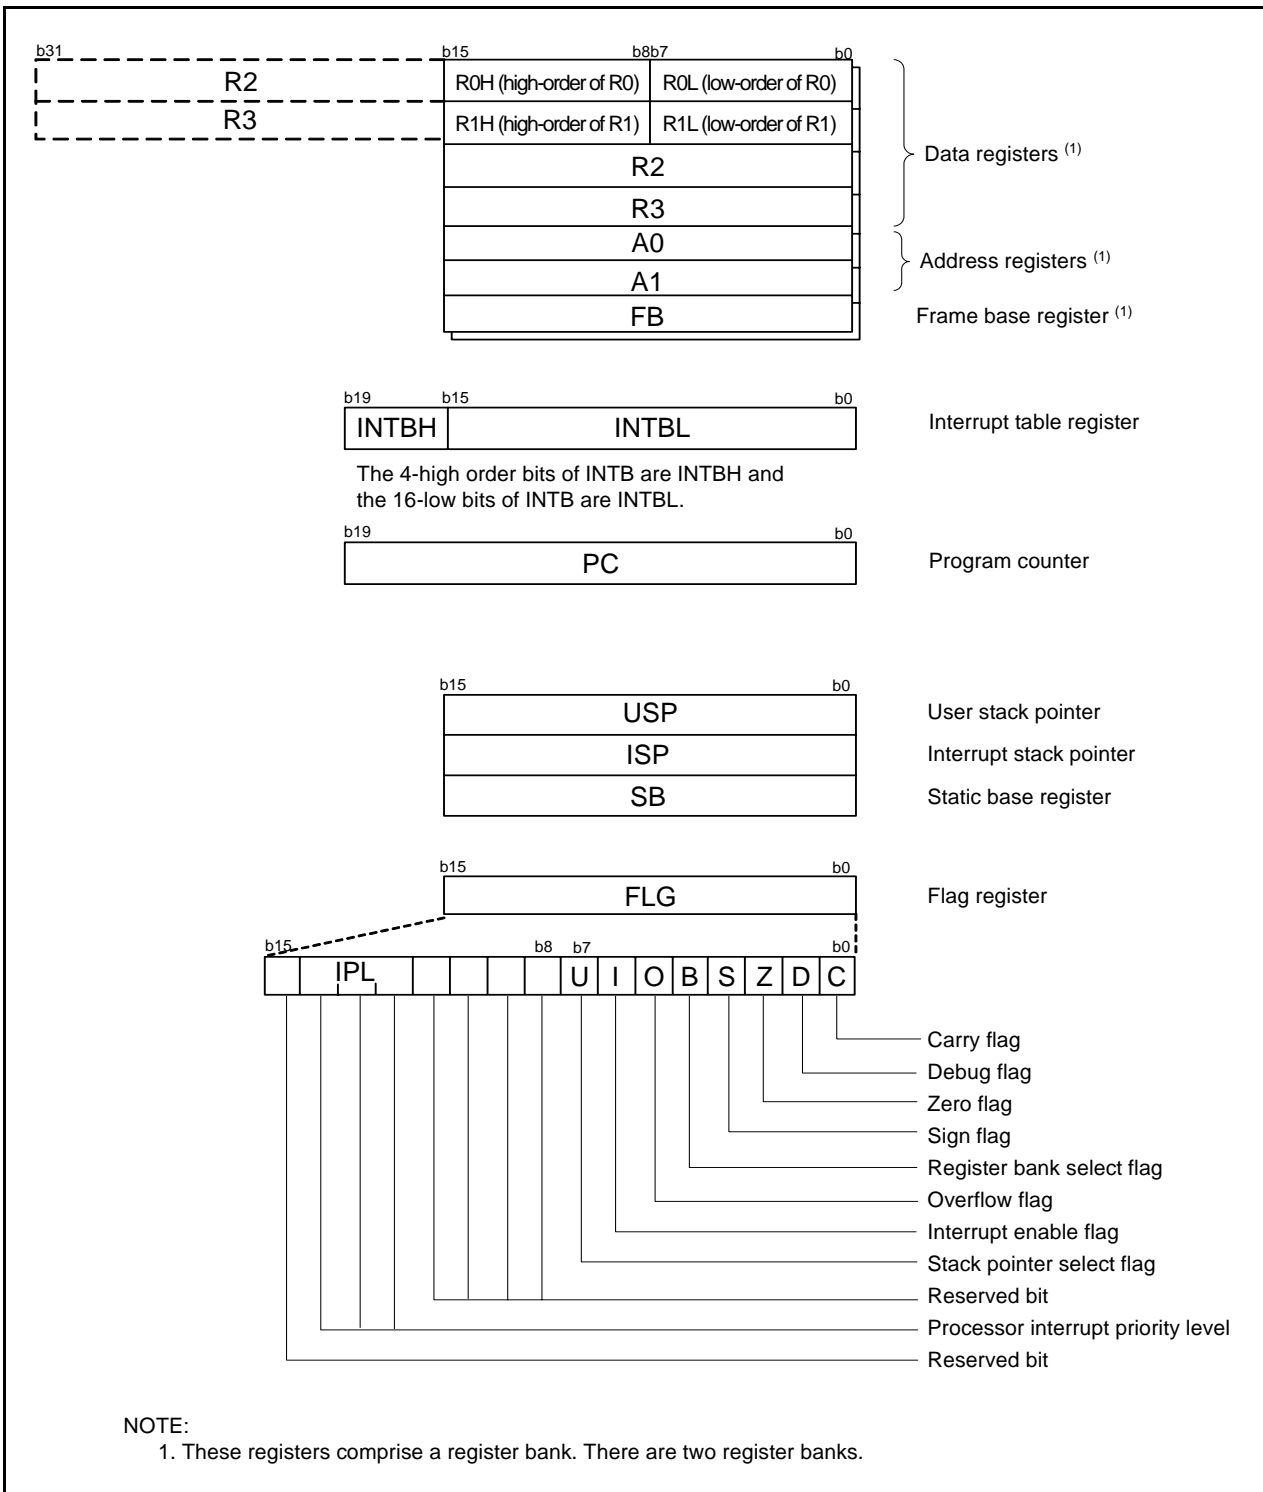 b31 b15 b8b7 b0
R2 R0H (high-order of R0) R0L (low-order of R0)
R3 R1H (high-order of R1) R1L (low-order of R1)
R2
Data registers (1)
R3
A0
Address registers (1)
A1
FB
Frame base register (1)
b19 b15 b0
INTBH INTBL
Interrupt table register
The 4-high order bits of INTB are INTBH and
the 16-low bits of INTB are INTBL.
b19 b0
PC
Program counter
b15 b0
USP
User stack pointer
ISP
Interrupt stack pointer
SB
Static base register
b15 b0
FLG
Flag register
b15 b8 b7 b0
IPL U I O B S Z D C
Carry flag
Debug flag
Zero flag
Sign flag
Register bank select flag
Overflow flag
Interrupt enable flag
Stack pointer select flag
Reserved bit
Processor interrupt priority level
Reserved bit
NOTE:
1. These registers comprise a register bank. There are two register banks.